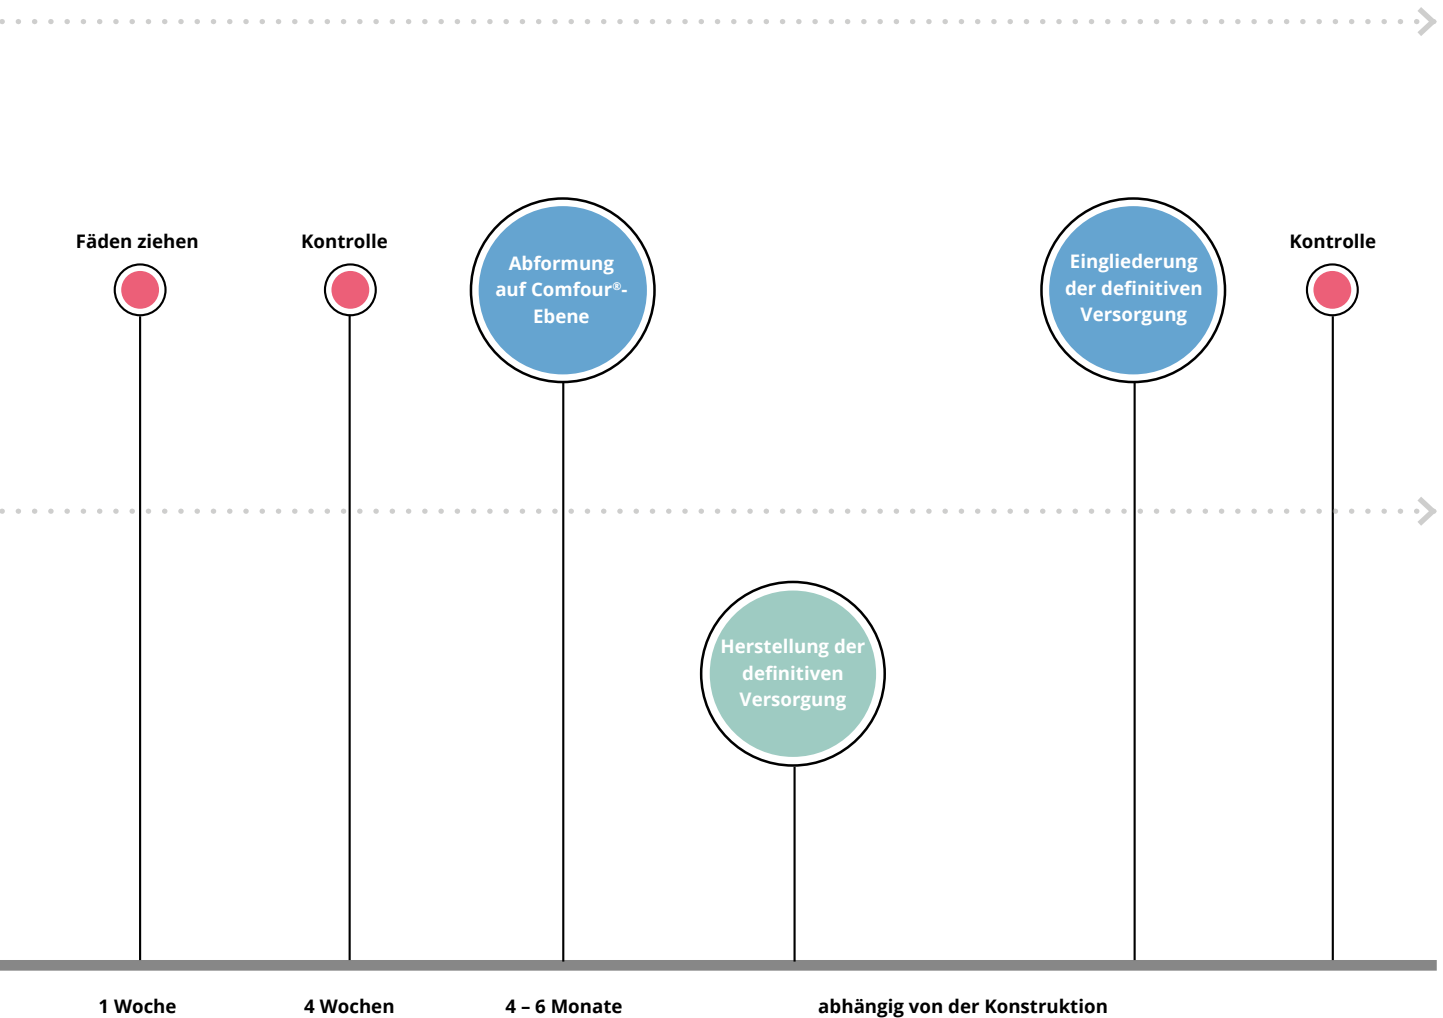 Fäden ziehen
Kontrolle
Abformung
auf Comfour®-
Ebene
Eingliederung
der definitiven
Versorgung
Kontrolle
Herstellung der
definitiven
Versorgung
1 Woche
4 Wochen
4 – 6 Monate
abhängig von der Konstruktion